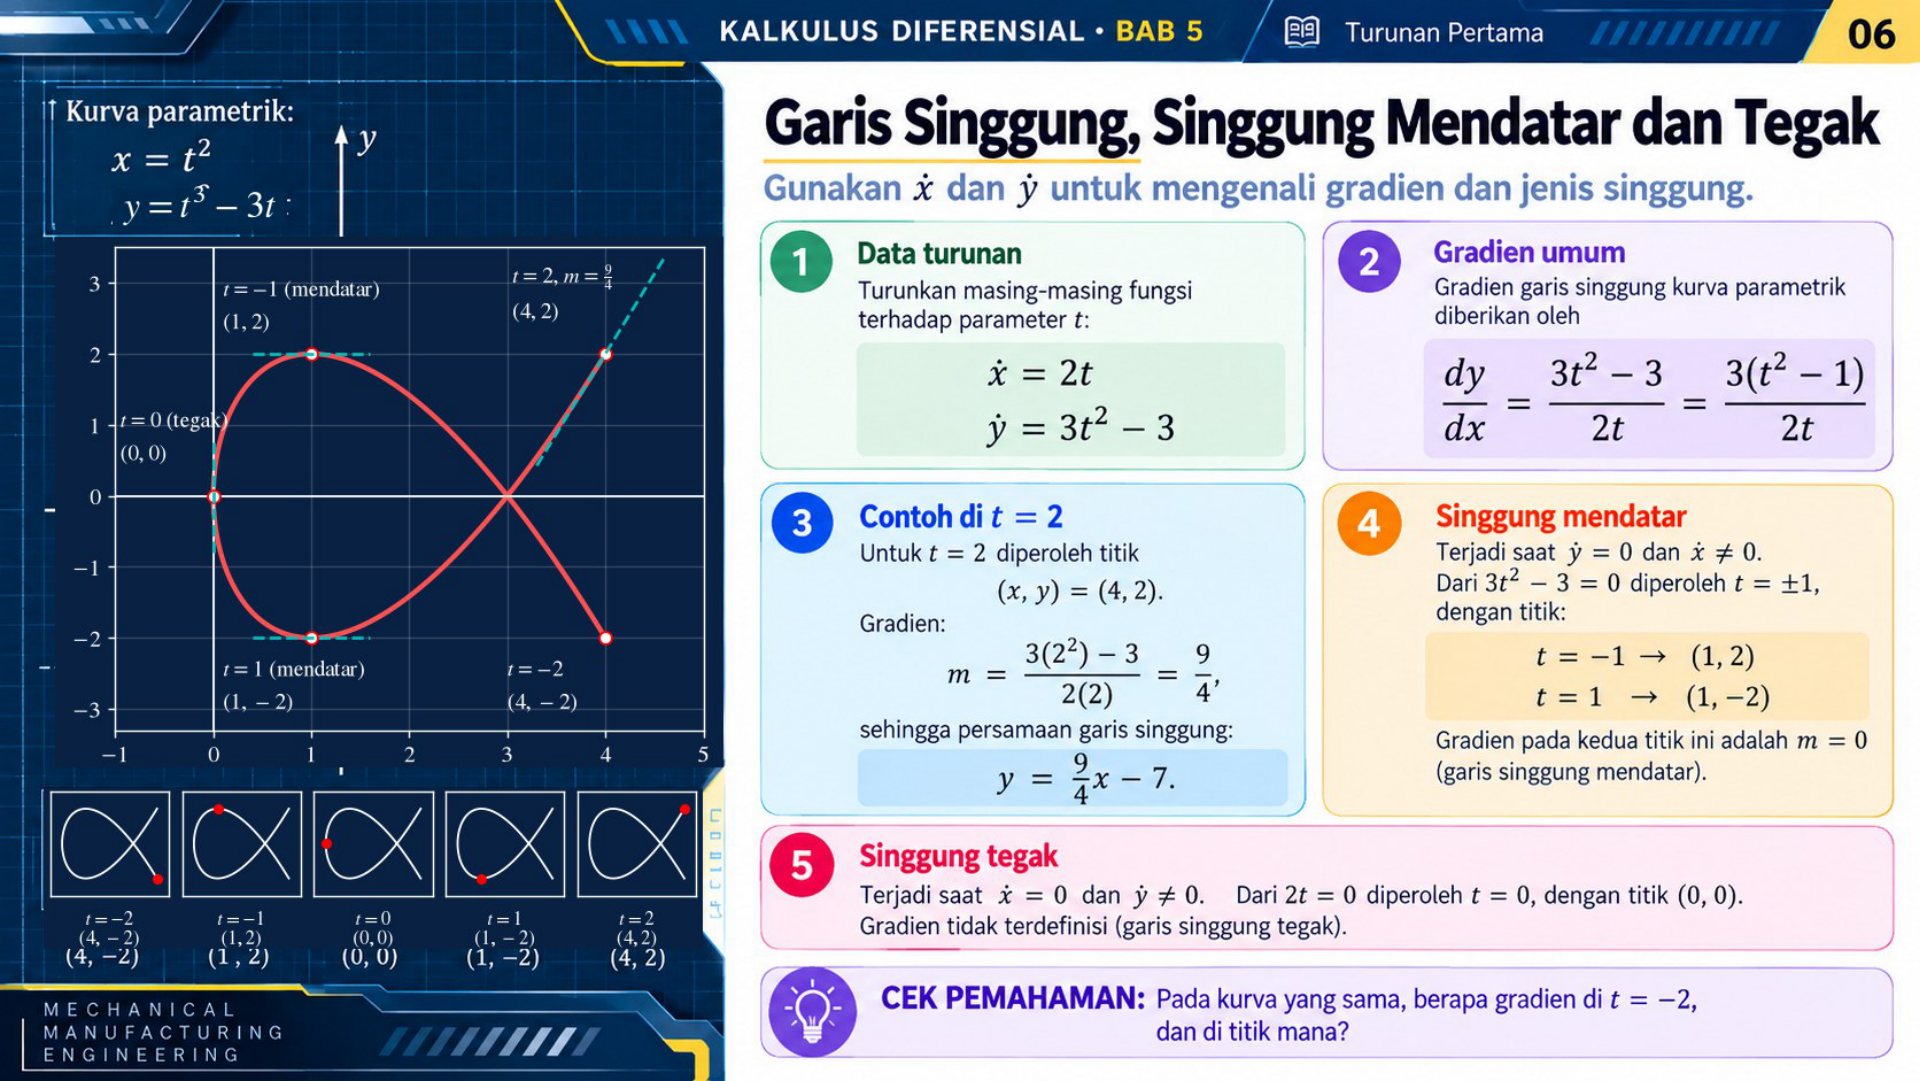 KALKULUS DIFERENSIAL • BAB 5
Turunan Pertama
06
Kurva parametrik:
x = t²
y = t³ − 3t
y
t = −1 (mendatar)
(1, 2)
t = 2, m = 9/4
(4, 2)
t = 0 (tegak)
(0, 0)
t = 1 (mendatar)
(1, − 2)
t = −2
(4, − 2)
3
2
1
0
−1
−2
−3
−1 0 1 2 3 4 5
t = −2 t = −1 t = 0 t = 1 t = 2
(4, − 2) (1, 2) (0, 0) (1, − 2) (4, 2)
(4, −2) (1, 2) (0, 0) (1, −2) (4, 2)
MECHANICAL
MANUFACTURING
ENGINEERING
Garis Singgung, Singgung Mendatar dan Tegak
Gunakan ẋ dan ẏ untuk mengenali gradien dan jenis singgung.
1
Data turunan
Turunkan masing-masing fungsi
terhadap parameter t:
ẋ = 2t
ẏ = 3t² − 3
2
Gradien umum
Gradien garis singgung kurva parametrik
diberikan oleh
dy/dx = (3t² − 3)/2t = 3(t² − 1)/2t
3
Contoh di t = 2
Untuk t = 2 diperoleh titik
(x, y) = (4, 2).
Gradien:
m = (3(2²) − 3)/2(2) = 9/4,
sehingga persamaan garis singgung:
y = 9/4x − 7.
4
Singgung mendatar
Terjadi saat ẏ = 0 dan ẋ ≠ 0.
Dari 3t² − 3 = 0 diperoleh t = ±1,
dengan titik:
t = −1 → (1, 2)
t = 1 → (1, −2)
Gradien pada kedua titik ini adalah m = 0
(garis singgung mendatar).
5
Singgung tegak
Terjadi saat ẋ = 0 dan ẏ ≠ 0. Dari 2t = 0 diperoleh t = 0, dengan titik (0, 0).
Gradien tidak terdefinisi (garis singgung tegak).
CEK PEMAHAMAN: Pada kurva yang sama, berapa gradien di t = −2,
dan di titik mana?